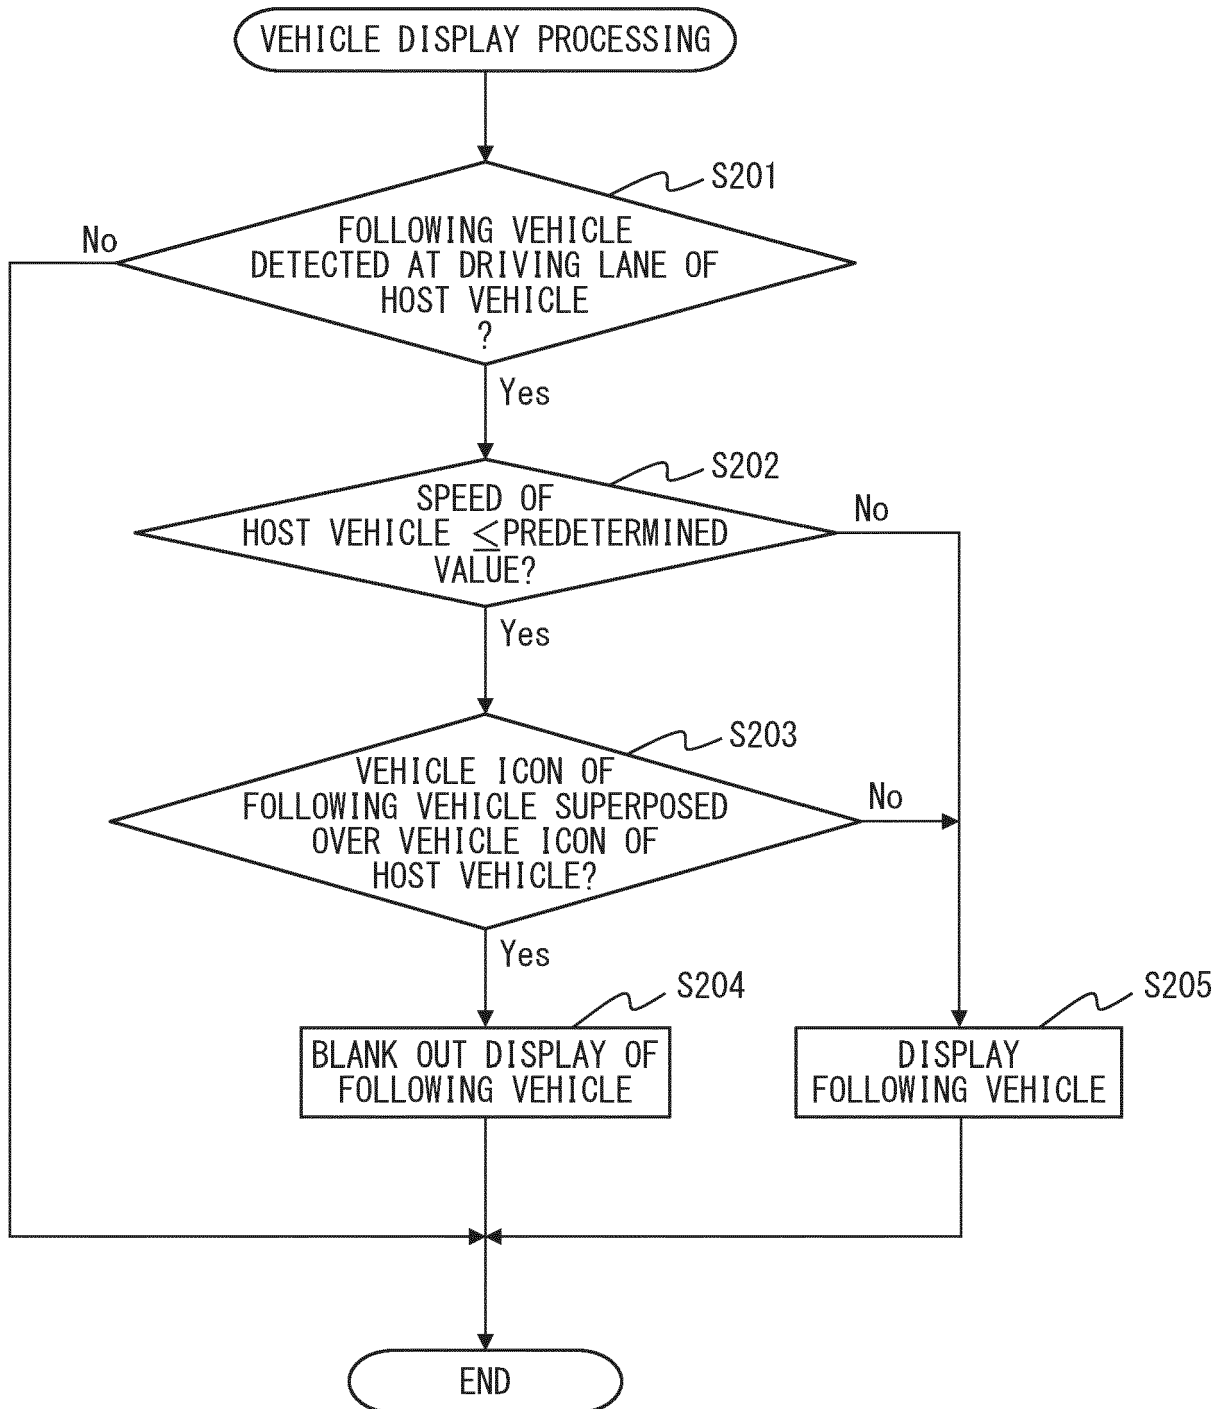 VEHICLE DISPLAY PROCESSING
S201
No
FOLLOWING VEHICLE
DETECTED AT DRIVING LANE OF
HOST VEHICLE
?
Yes
S202
SPEED OF
HOST VEHICLE ≤PREDETERMINED
VALUE?
No
Yes
S203
VEHICLE ICON OF
FOLLOWING VEHICLE SUPERPOSED
OVER VEHICLE ICON OF
HOST VEHICLE?
No
Yes
S204
BLANK OUT DISPLAY OF
FOLLOWING VEHICLE
S205
DISPLAY
FOLLOWING VEHICLE
END